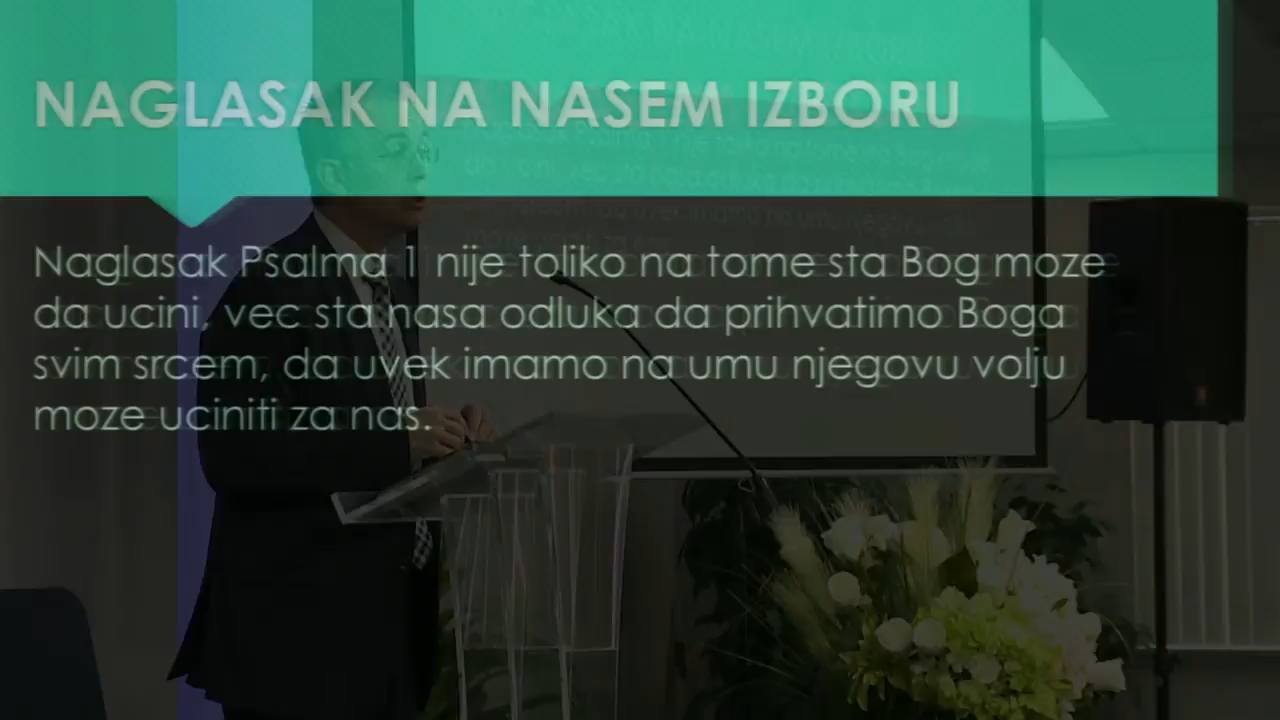 NAGLASAK NA NASEM IZBORU
Naglasak Psalma 1 nije toliko na tome sta Bog moze
da ucini, vec sta nasa odluka da prihvatimo Boga
svim srcem, da uvek imamo na umu njegovu volju
moze uciniti za nas.